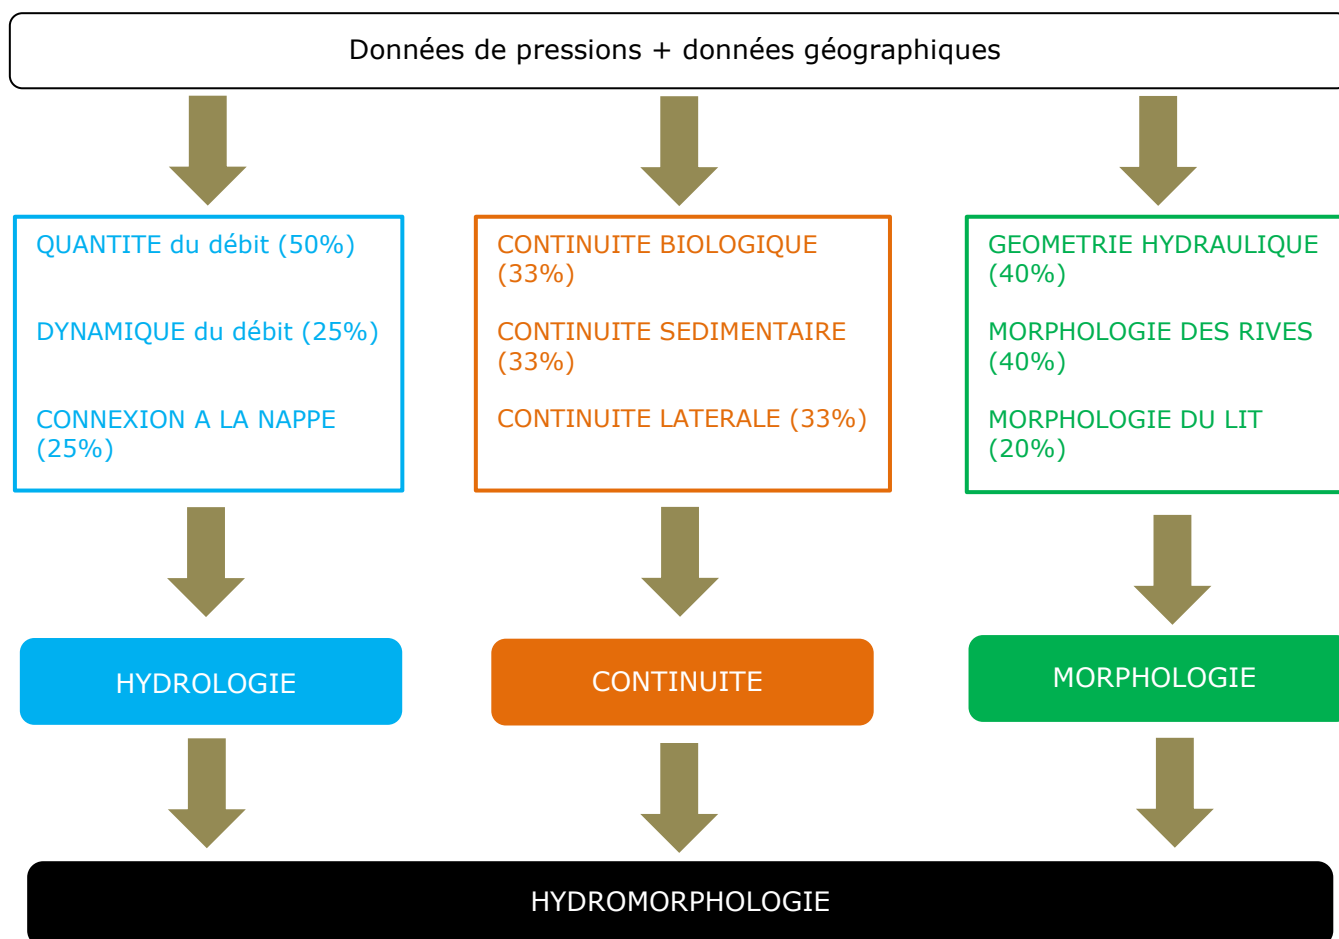 Données de pressions + données géographiques
QUANTITE du débit (50%)
DYNAMIQUE du débit (25%)
CONNEXION A LA NAPPE
(25%)
CONTINUITE BIOLOGIQUE
(33%)
CONTINUITE SEDIMENTAIRE
(33%)
CONTINUITE LATERALE (33%)
GEOMETRIE HYDRAULIQUE
(40%)
MORPHOLOGIE DES RIVES
(40%)
MORPHOLOGIE DU LIT
(20%)
HYDROLOGIE
CONTINUITE
MORPHOLOGIE
HYDROMORPHOLOGIE